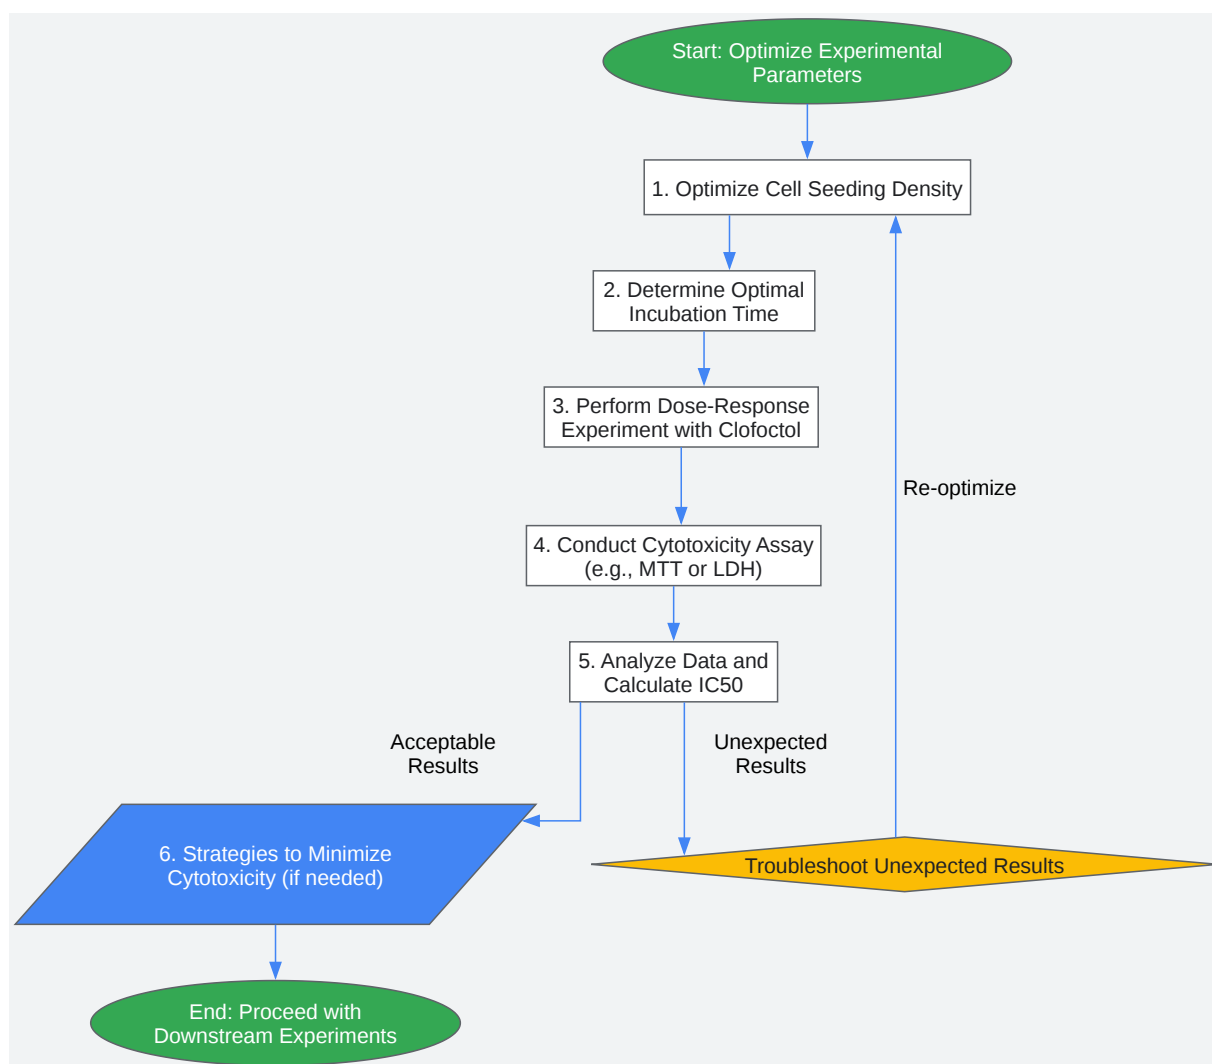 Start: Optimize Experimental
Parameters
1. Optimize Cell Seeding Density
2. Determine Optimal
Incubation Time
3. Perform Dose-Response
Experiment with Clofoctol
Re-optimize
4. Conduct Cytotoxicity Assay
(e.g., MTT or LDH)
5. Analyze Data and
Calculate IC50
Acceptable
Results
Unexpected
Results
6. Strategies to Minimize
Cytotoxicity (if needed)
Troubleshoot Unexpected Results
End: Proceed with
Downstream Experiments